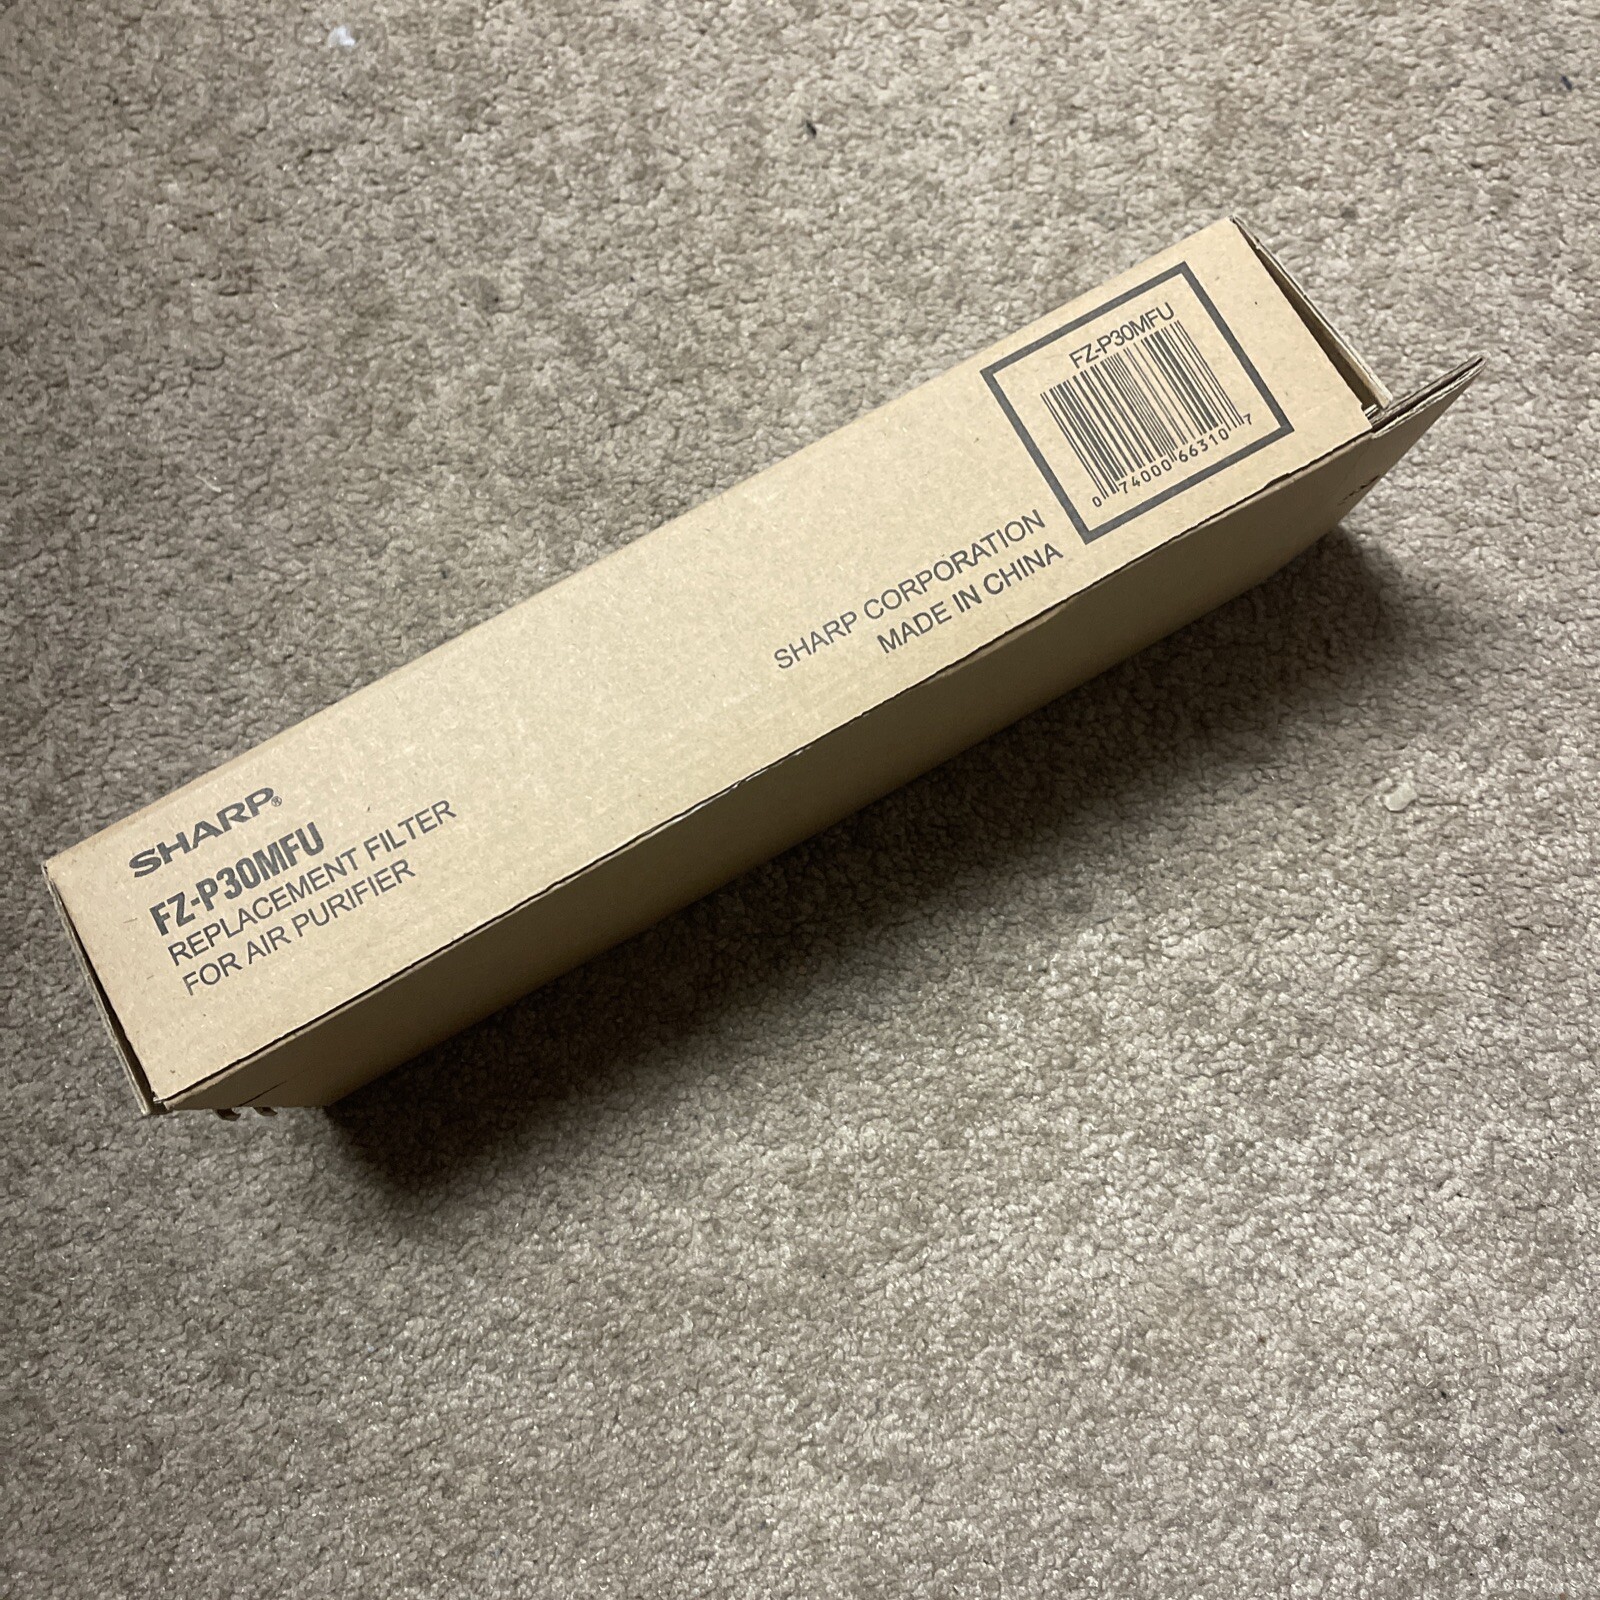 SHARP®
FZ-P30MFU
REPLACEMENT FILTER
FOR AIR PURIFIER
SHARP CORPORATION
MADE IN CHINA
FZ-P30MFU
0 74000 66310 7